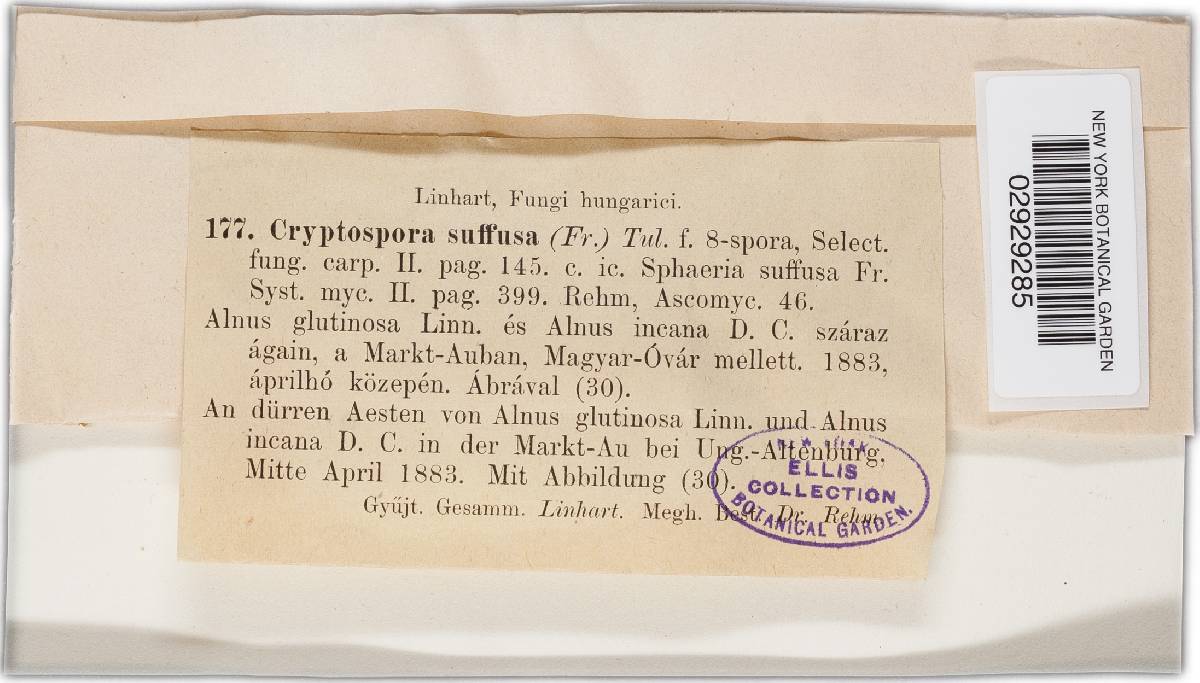 Linhart, Fungi hungarici.
177. Cryptospora suffusa (Fr.) Tul. f. 8-spora, Select.
fung. carp. II. pag. 145. c. ic. Sphaeria suffusa Fr.
Syst. myc. II. pag. 399. Rehm, Ascomyc. 46.
Alnus glutinosa Linn. és Alnus incana D. C. száraz
ágain, a Markt-Auban, Magyar-Óvár mellett. 1883,
áprilhó közepén. Ábrával (30).
An dürren Aesten von Alnus glutinosa Linn. und Alnus
incana D. C. in der Markt-Au bei Ung.-Altenburg,
Mitte April 1883. Mit Abbildung (30).
Gyűjt. Gesamm. Linhart. Megh. Best. Dr. Rehm.
NEW YORK
ELLIS
COLLECTION
BOTANICAL GARDEN.
NEW YORK BOTANICAL GARDEN
02929285